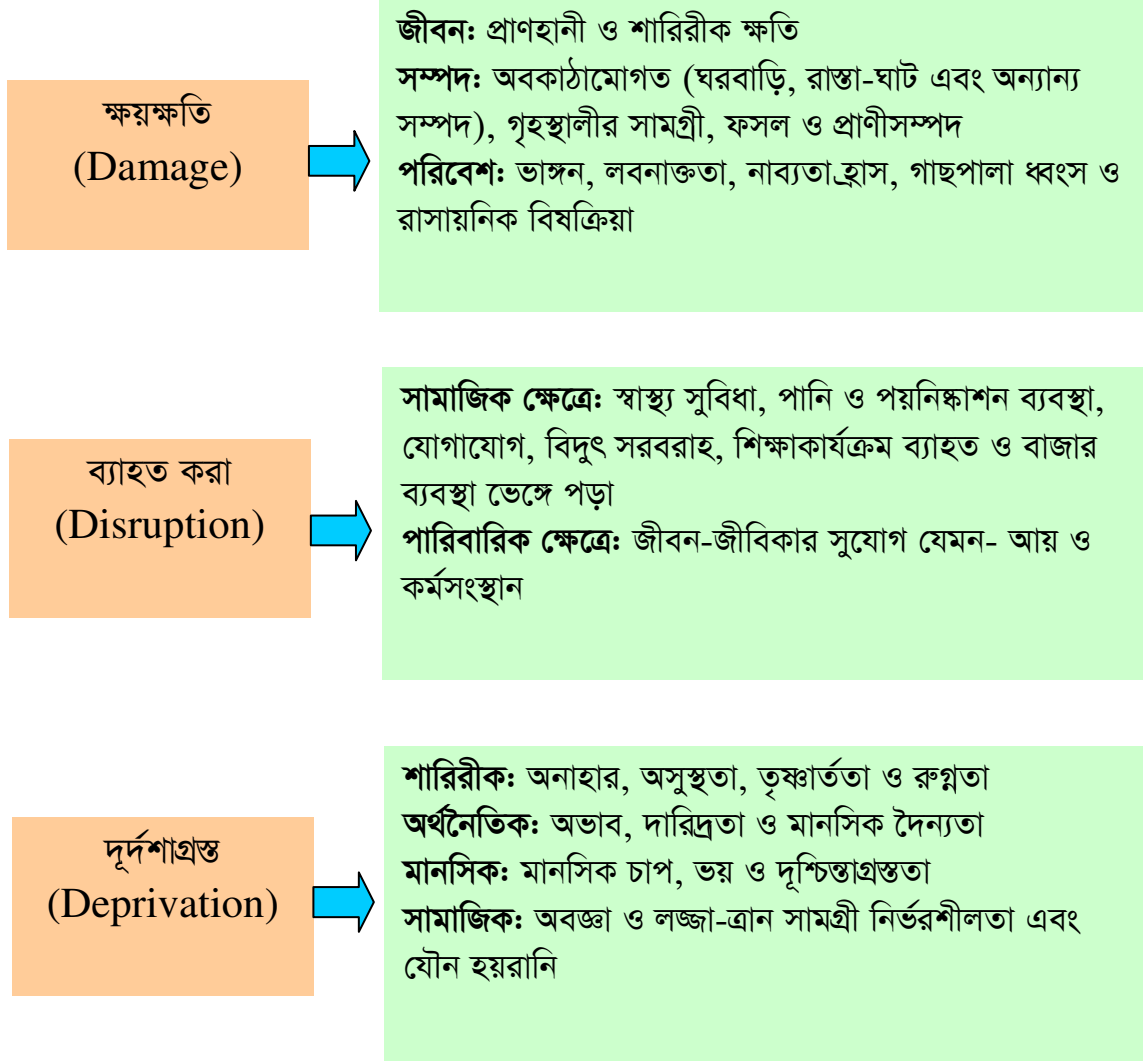 ক্ষয়ক্ষতি
(Damage)
জীবন: প্রাণহানী ও শারিরীক ক্ষতি
সম্পদ: অবকাঠামোগত (ঘরবাড়ি, রাস্তা-ঘাট এবং অন্যান্য
সম্পদ), গৃহস্থালীর সামগ্রী, ফসল ও প্রাণীসম্পদ
পরিবেশ: ভাঙ্গন, লবনাক্ততা, নাব্যতা্হ্রাস, গাছপালা ধ্বংস ও
রাসায়নিক বিষক্রিয়া
ব্যাহত করা
(Disruption)
সামাজিক ক্ষেত্রে: স্বাস্থ্য সুবিধা, পানি ও পয়নিষ্কাশন ব্যবস্থা,
যোগাযোগ, বিদুৎ সরবরাহ, শিক্ষাকার্যক্রম ব্যাহত ও বাজার
ব্যবস্থা ভেঙ্গে পড়া
পারিবারিক ক্ষেত্রে: জীবন-জীবিকার সুযোগ যেমন- আয় ও
কর্মসংস্থান
দূর্দশাগ্রস্ত
(Deprivation)
শারিরীক: অনাহার, অসুস্থতা, তৃষ্ণার্ততা ও রুগ্নতা
অর্থনৈতিক: অভাব, দারিদ্রতা ও মানসিক দৈন্যতা
মানসিক: মানসিক চাপ, ভয় ও দূশ্চিন্তাগ্রস্ততা
সামাজিক: অবজ্ঞা ও লজ্জা-ত্রান সামগ্রী নির্ভরশীলতা এবং
যৌন হয়রানি